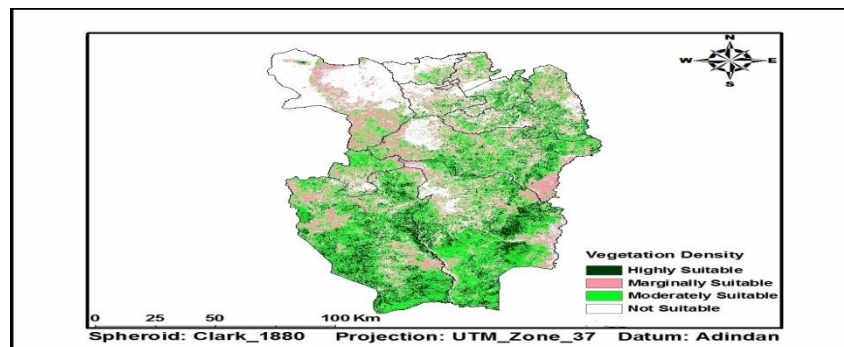 N
W E
S
Vegetation Density
Highly Suitable
Marginally Suitable
Moderately Suitable
Not Suitable
0 25 50 100 Km
Spheroid: Clark_1880 Projection: UTM_Zone_37 Datum: Adindan